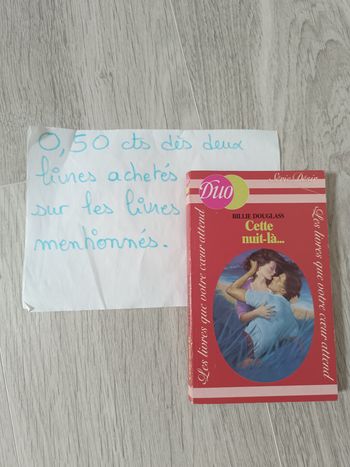 0,50 cts dès deux
livres achetés
sur les livres
mentionnés.
Série Désir
Duo
BILLIE DOUGLASS
Cette
nuit-là...
Les livres que votre cœur attend
Les livres que votre cœur attend